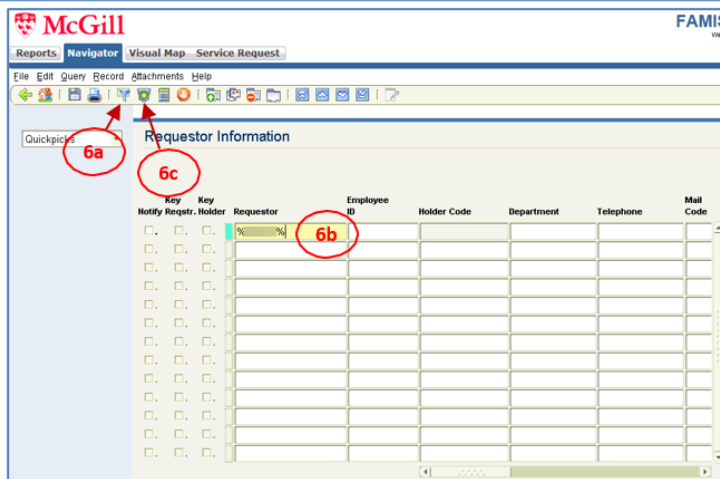 McGill
FAMIS
Reports Navigator Visual Map Service Request
File Edit Query Record Attachments Help
Quickpicks
6a
6c
Requestor Information
Key Key Employee Mail
Notify Reqstr. Holder Requestor ID Holder Code Department Telephone Code
% %
6b